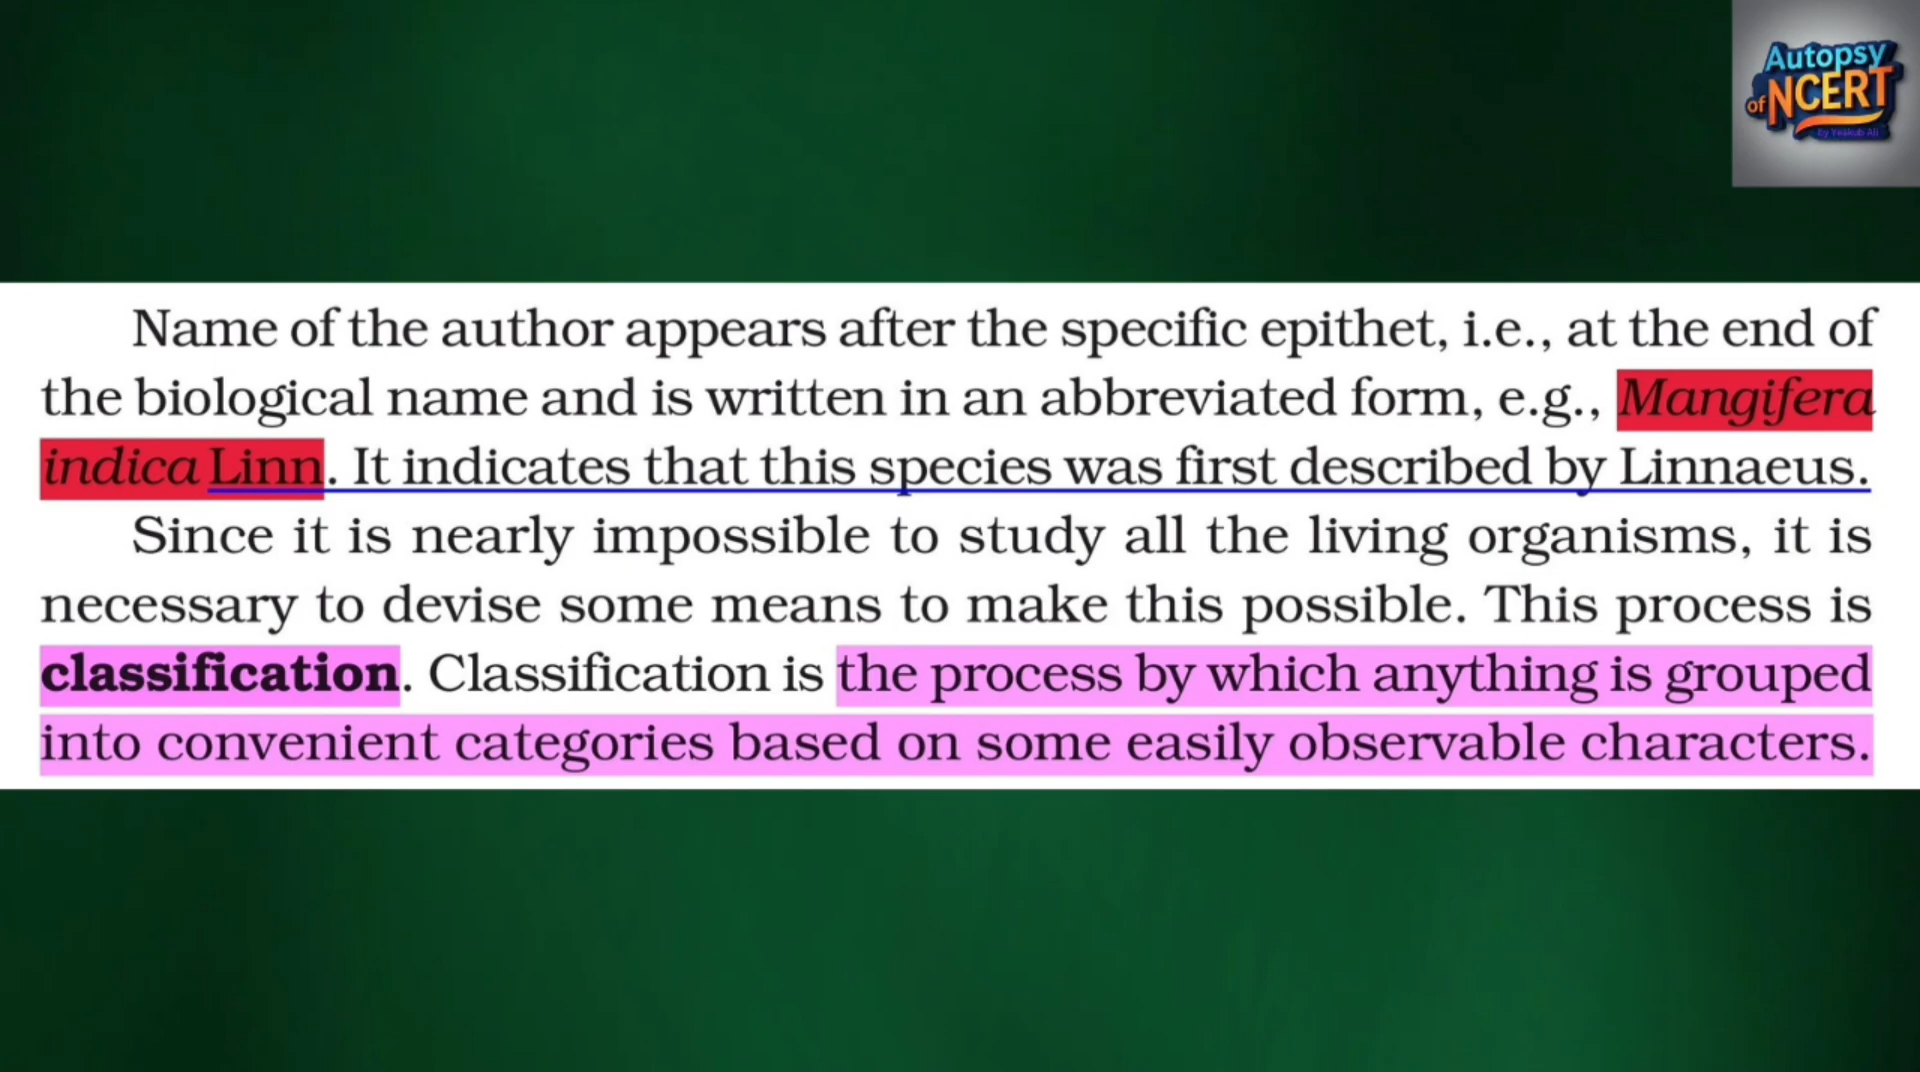 Autopsy
of NCERT
by Yeakub Ali
Name of the author appears after the specific epithet, i.e., at the end of
the biological name and is written in an abbreviated form, e.g., Mangifera
indica Linn. It indicates that this species was first described by Linnaeus.
Since it is nearly impossible to study all the living organisms, it is
necessary to devise some means to make this possible. This process is
classification. Classification is the process by which anything is grouped
into convenient categories based on some easily observable characters.